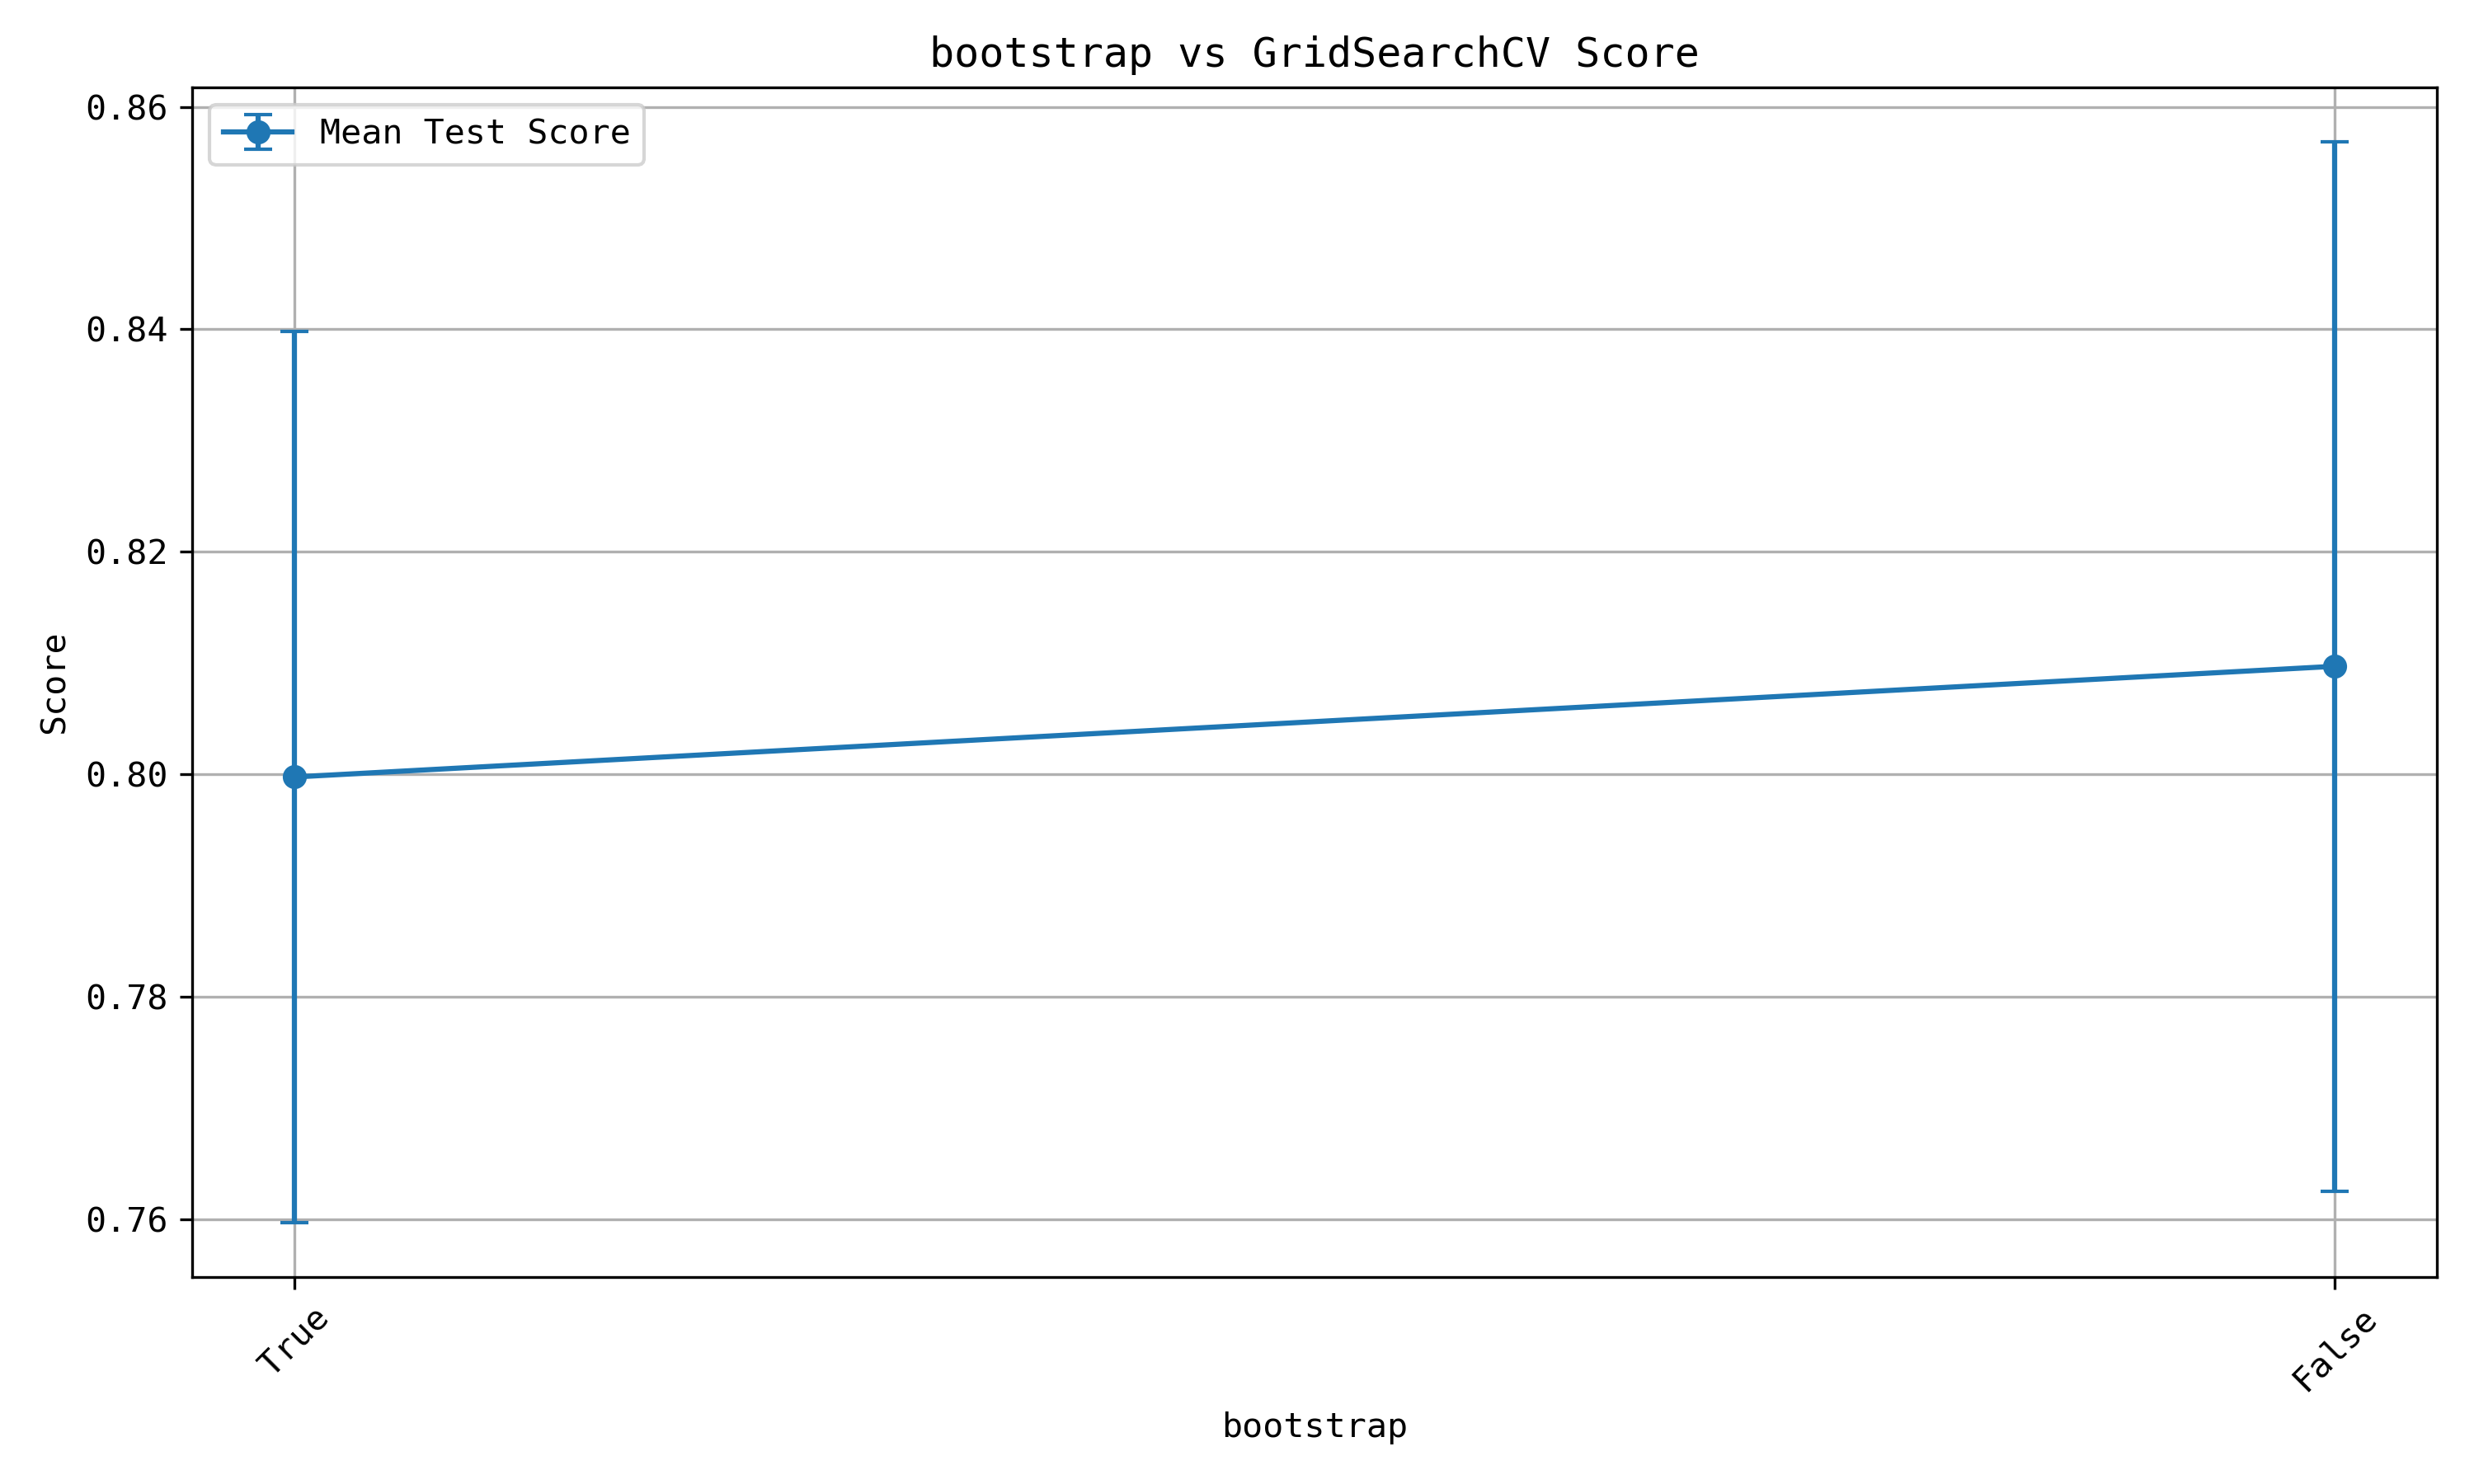 bootstrap vs GridSearchCV Score
Mean Test Score
0.86
0.84
0.82
0.80
0.78
0.76
Score
True
False
bootstrap